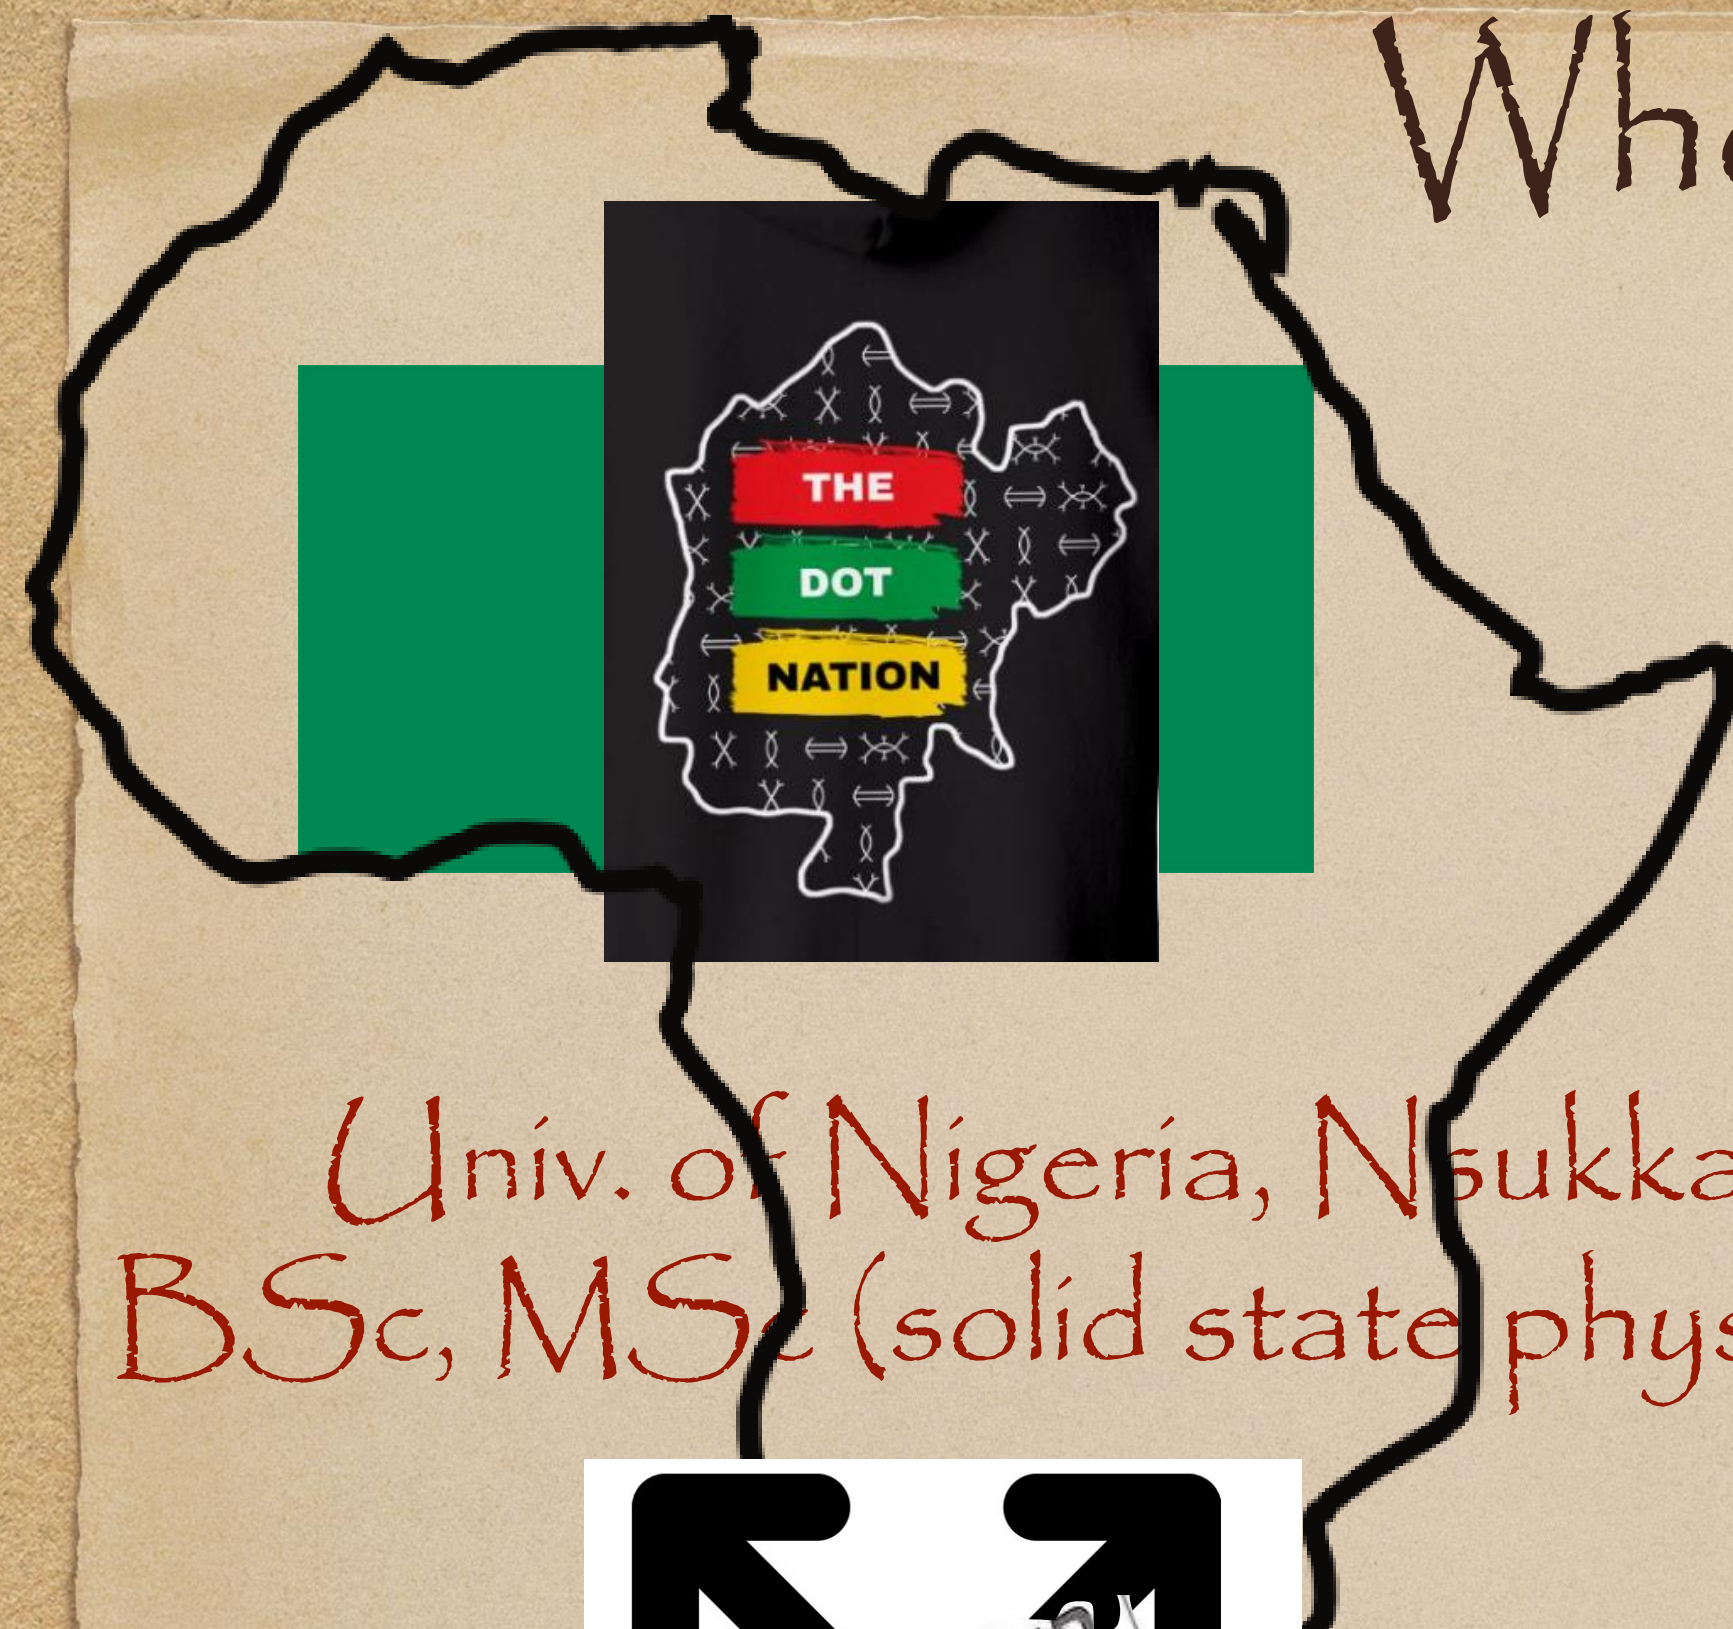 Wh
THE
DOT
NATION
Univ. of Nigeria, Nsukka
BSc, MSc (solid state phys